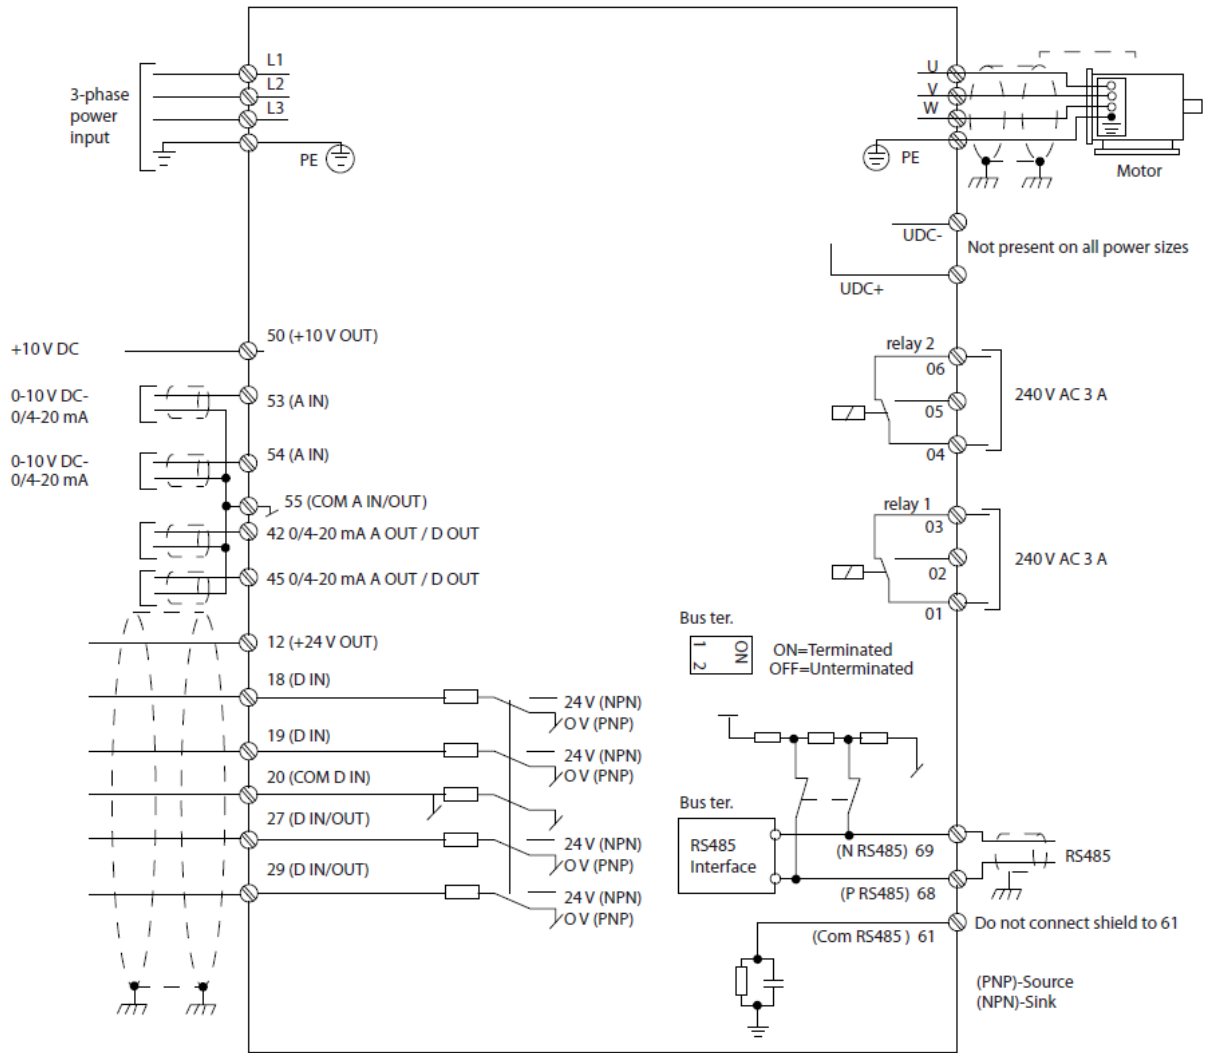 L1
L2
L3
3-phase
power
input
PE
U
V
W
PE
Motor
UDC-
Not present on all power sizes
UDC+
+10 V DC
50 (+10 V OUT)
0-10 V DC-
0/4-20 mA
53 (A IN)
0-10 V DC-
0/4-20 mA
54 (A IN)
55 (COM A IN/OUT)
42 0/4-20 mA A OUT / D OUT
45 0/4-20 mA A OUT / D OUT
12 (+24 V OUT)
18 (D IN)
24 V (NPN)
O V (PNP)
19 (D IN)
24 V (NPN)
O V (PNP)
20 (COM D IN)
27 (D IN/OUT)
24 V (NPN)
O V (PNP)
29 (D IN/OUT)
24 V (NPN)
O V (PNP)
relay 2
06
05
04
240 V AC 3 A
relay 1
03
02
01
240 V AC 3 A
Bus ter.
1
2
ON
ON=Terminated
OFF=Unterminated
Bus ter.
RS485
Interface
(N RS485) 69
RS485
(P RS485) 68
(Com RS485 ) 61
Do not connect shield to 61
(PNP)-Source
(NPN)-Sink